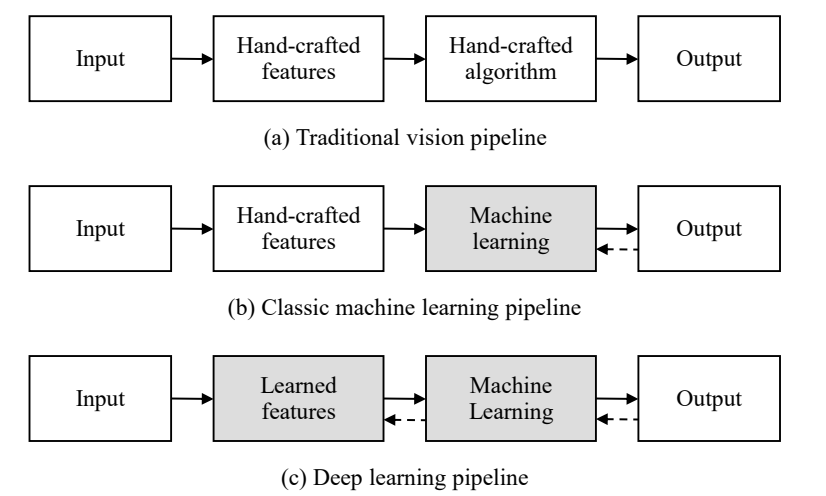 Input
Hand-crafted
features
Hand-crafted
algorithm
Output
(a) Traditional vision pipeline
Input
Hand-crafted
features
Machine
learning
Output
(b) Classic machine learning pipeline
Input
Learned
features
Machine
Learning
Output
(c) Deep learning pipeline